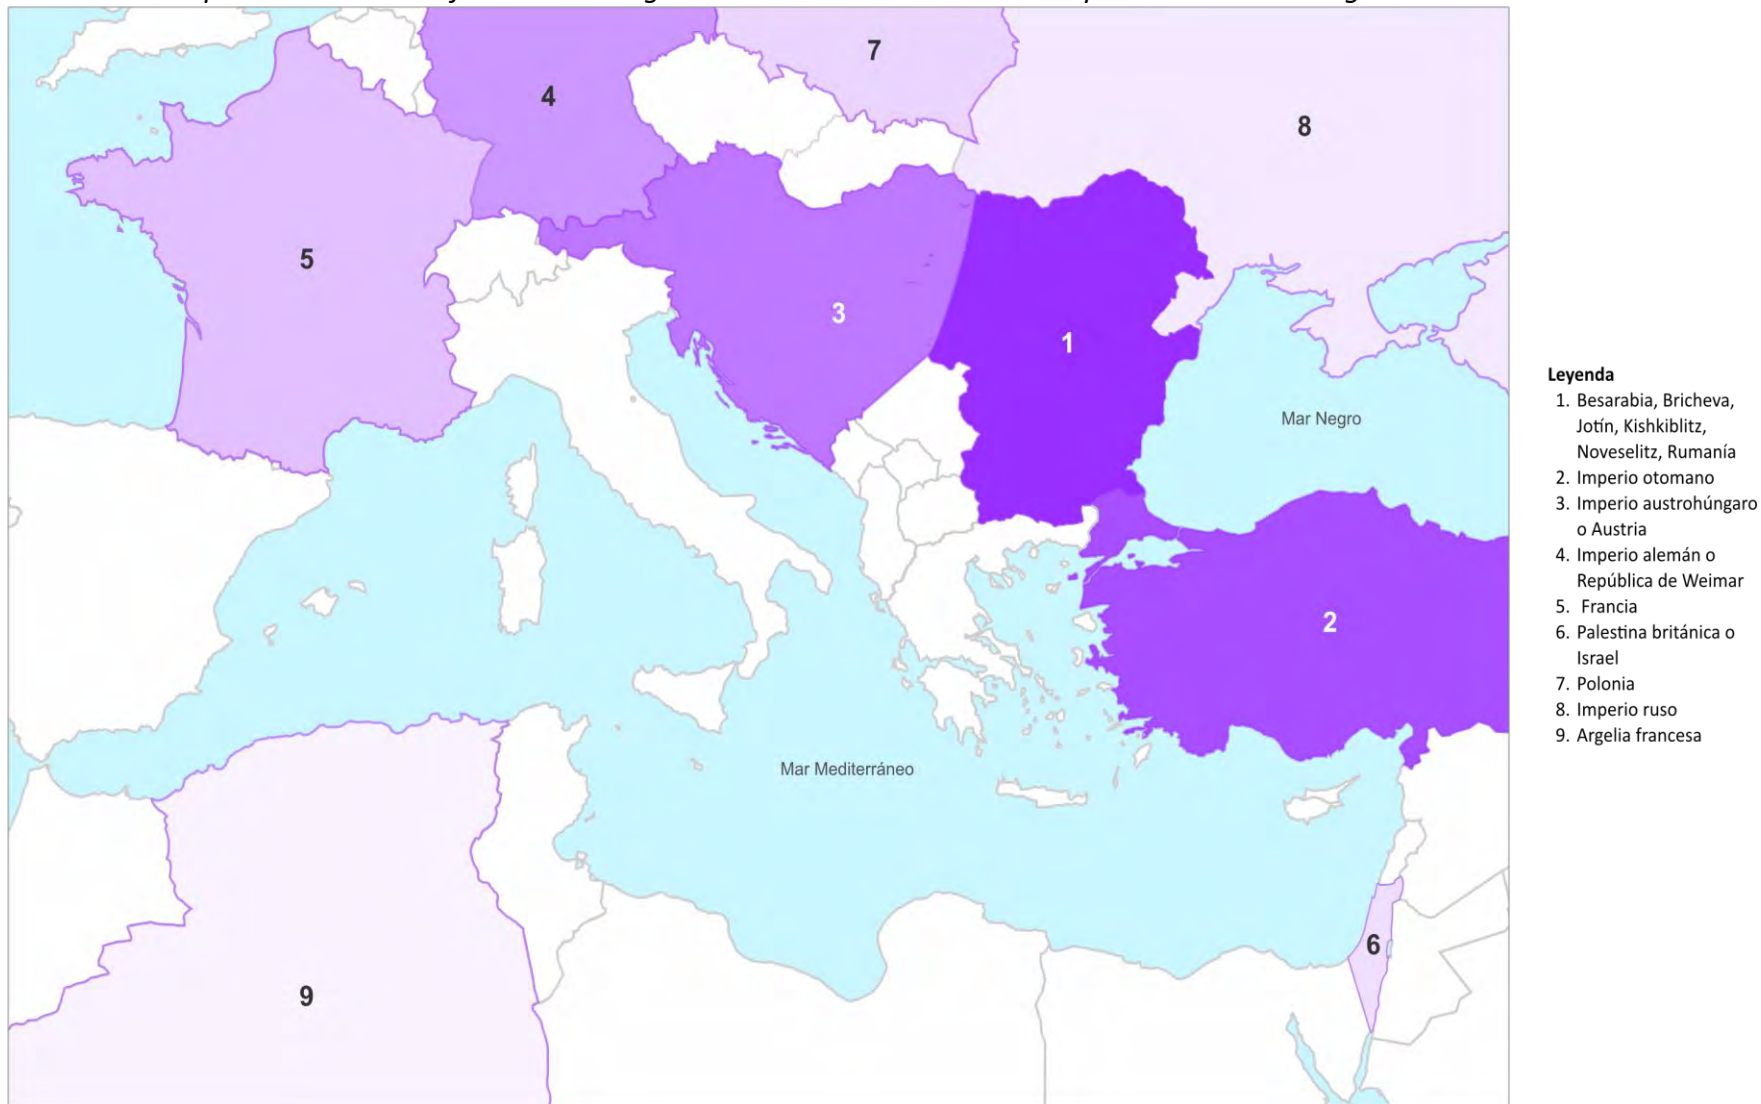 7
4
8
5
3
1
Mar Negro
2
Mar Mediterráneo
6
9
Leyenda
1. Besarabia, Bricheva,
Jotín, Kishkiblitz,
Noveselitz, Rumanía
2. Imperio otomano
3. Imperio austrohúngaro
o Austria
4. Imperio alemán o
República de Weimar
5. Francia
6. Palestina británica o
Israel
7. Polonia
8. Imperio ruso
9. Argelia francesa